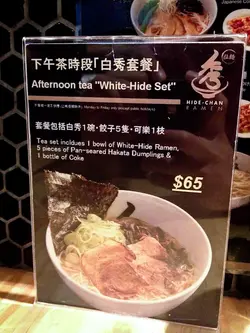 下午茶時段「白秀套餐」
Afternoon tea "White-Hide Set"
秀
HIDE-CHAN
RAMEN
套餐包括白秀1碗·餃子5隻·可樂1枝
Tea set incldues 1 bowl of White-Hide Ramen,
5 pieces of Pan-seared Hakata Dumplings &
1 bottle of Coke
$65